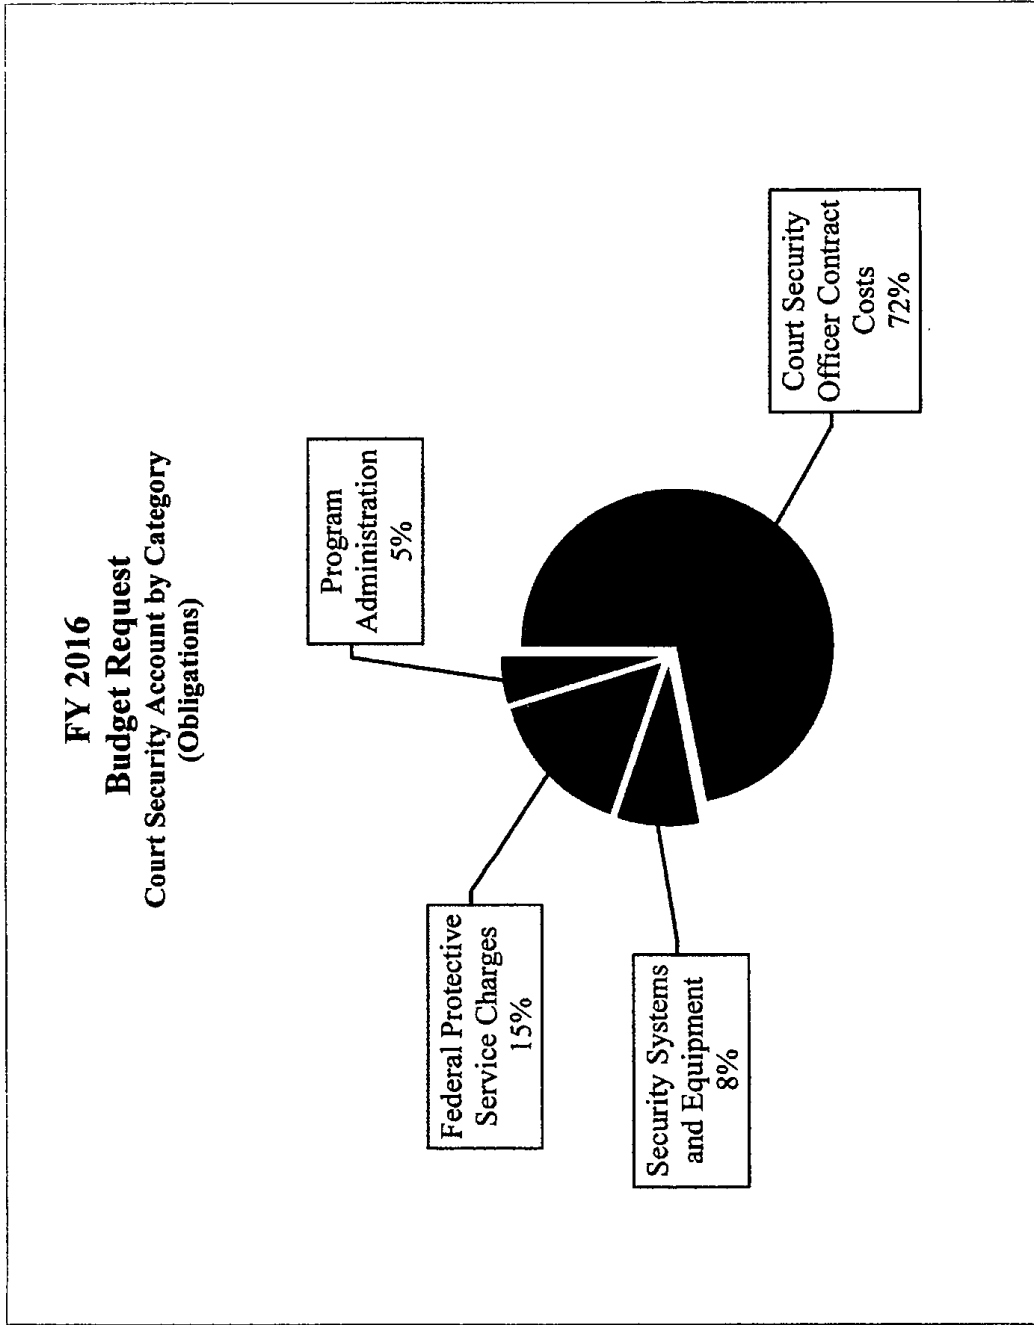 FY 2016
Budget Request
Court Security Account by Category
(Obligations)
Program
Administration
5%
Federal Protective
Service Charges
15%
Security Systems
and Equipment
8%
Court Security
Officer Contract
Costs
72%